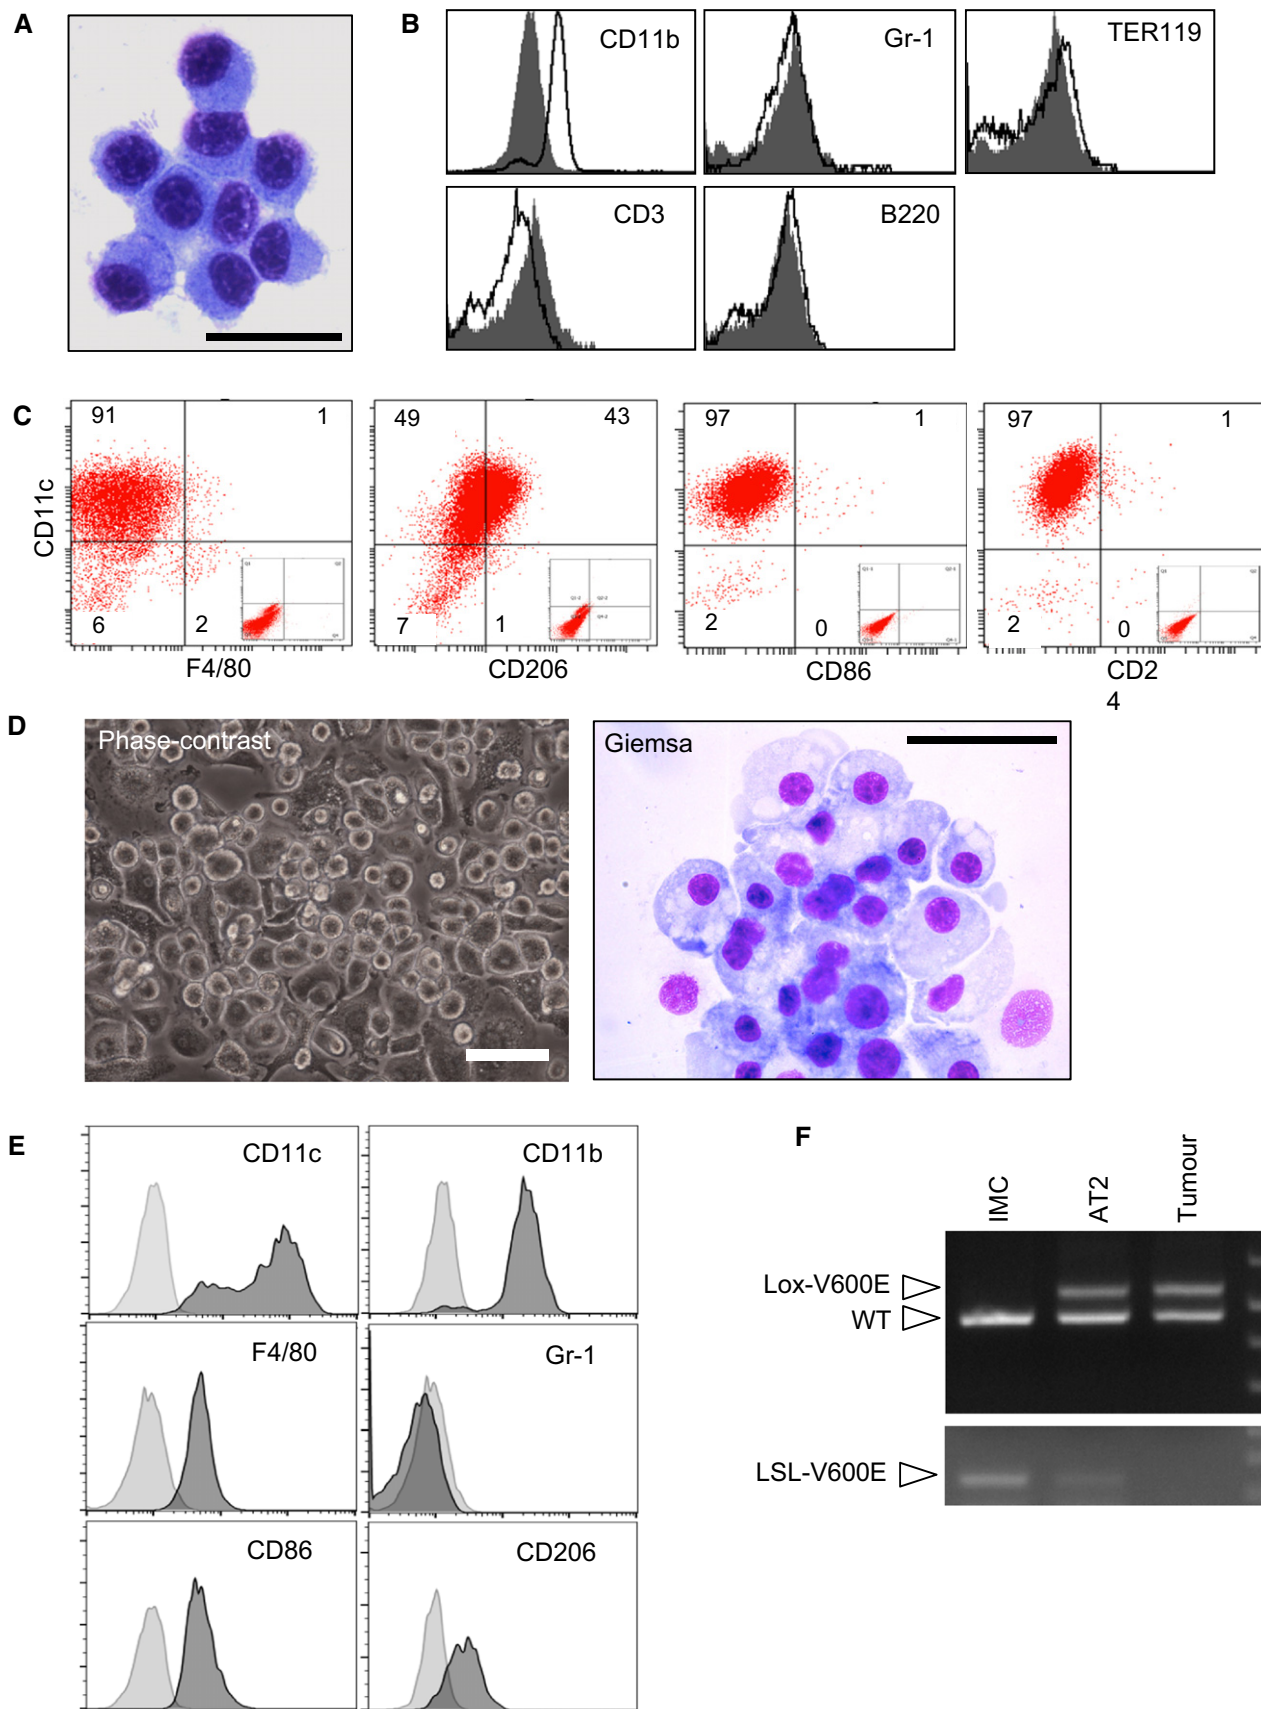 A
B
CD11b
Gr-1
TER119
CD3
B220
C
CD11c
91 1
6 2
F4/80
49 43
7 1
CD206
97 1
2 0
CD86
97 1
2 0
CD2
4
D
Phase-contrast
Giemsa
E
CD11c
CD11b
F4/80
Gr-1
CD86
CD206
F
IMC
AT2
Tumour
Lox-V600E
WT
LSL-V600E